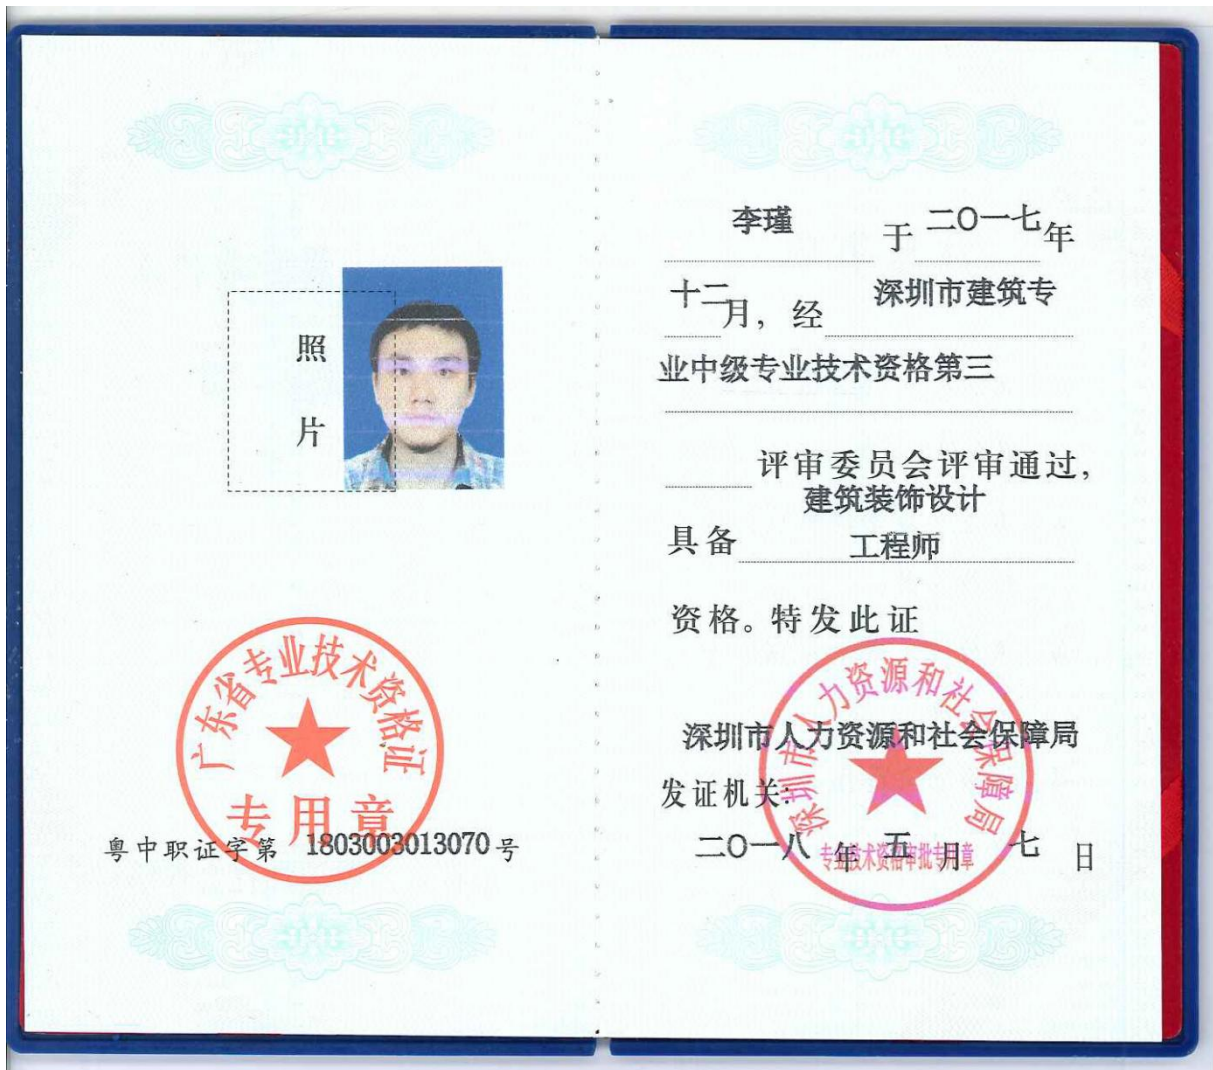 照
片
广东省专业技术资格证
专用章
粤中职证字第 1803003013070 号
李瑾 于 二〇一七 年
十二 月，经 深圳市建筑专
业中级专业技术资格第三
评审委员会评审通过，
建筑装饰设计
具备 工程师
资格。特发此证
深圳市人力资源和社会保障局
深圳市人力资源和社会保障局
发证机关：
二〇一八 年 五 月 七 日
专业技术资格审批专用章